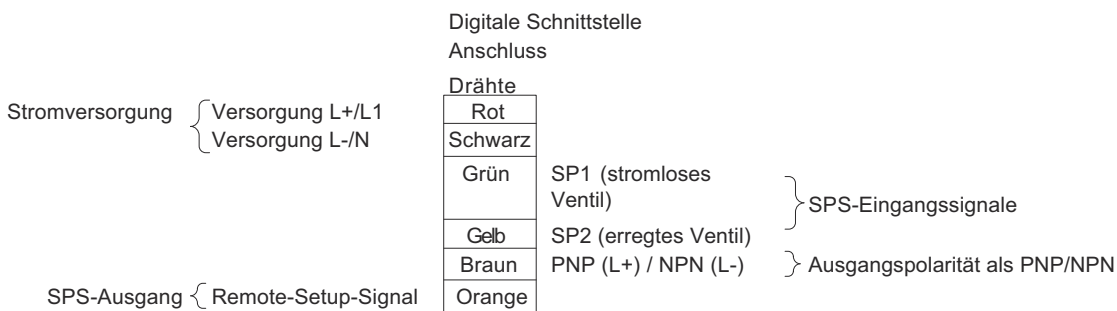 Digitale Schnittstelle
Anschluss
Drähte
Stromversorgung
Versorgung L+/L1
Rot
Versorgung L-/N
Schwarz
Grün
SP1 (stromloses
Ventil)
SPS-Eingangssignale
Gelb
SP2 (erregtes Ventil)
Braun
PNP (L+) / NPN (L-)
Ausgangspolarität als PNP/NPN
SPS-Ausgang
Remote-Setup-Signal
Orange